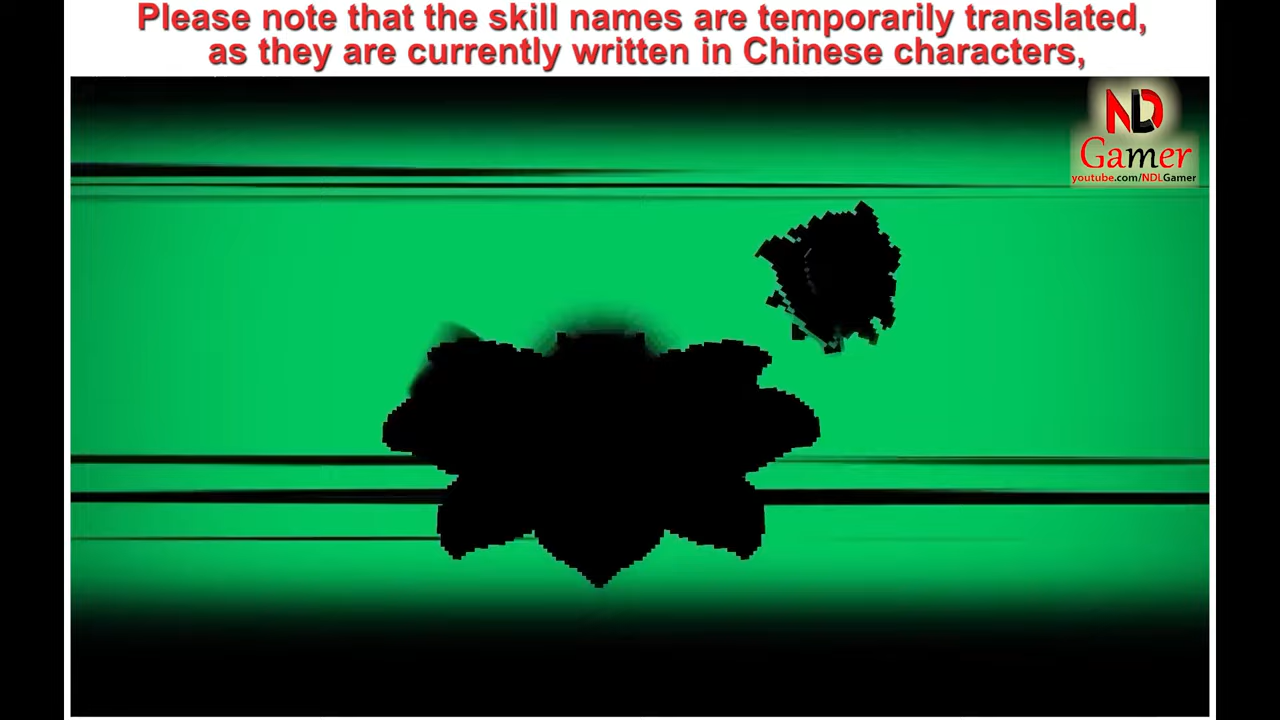 Please note that the skill names are temporarily translated,
as they are currently written in Chinese characters,
ND
Gamer
youtube.com/NDLGamer